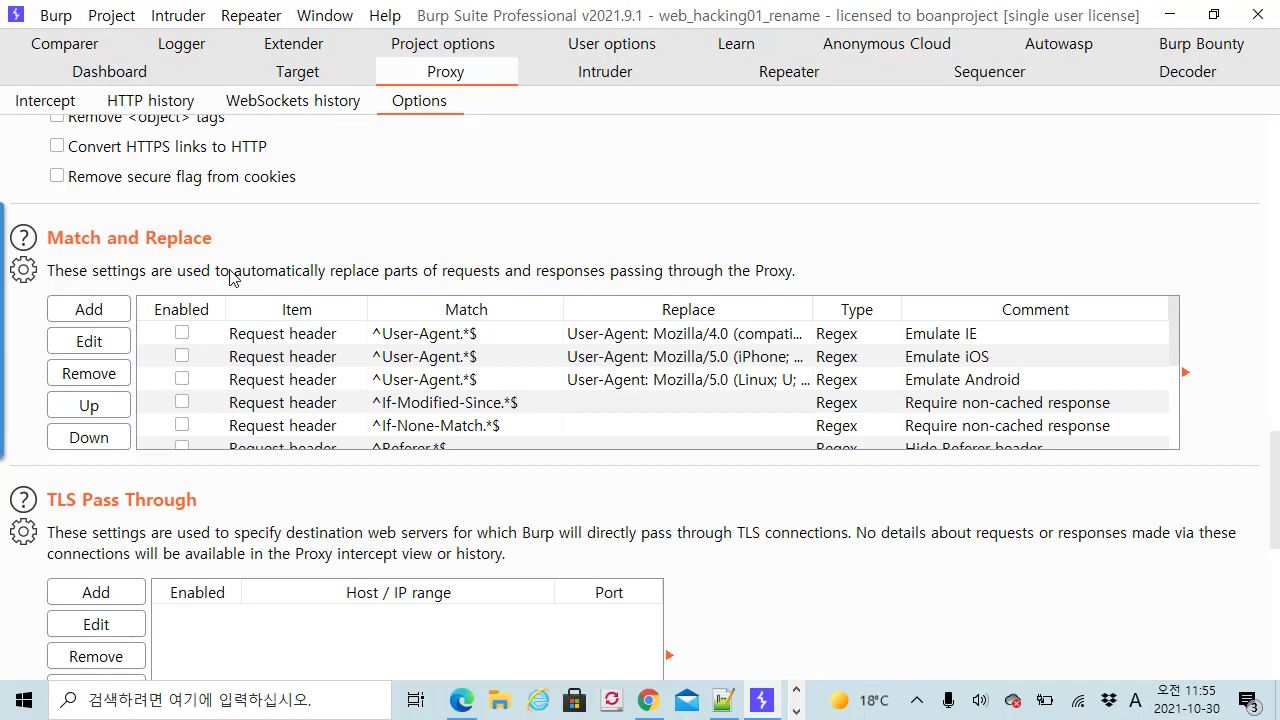 Burp Project Intruder Repeater Window Help Burp Suite Professional v2021.9.1 - web_hacking01_rename - licensed to boanproject [single user license]
Comparer Logger Extender Project options User options Learn Anonymous Cloud Autowasp Burp Bounty
Dashboard Target Proxy Intruder Repeater Sequencer Decoder
Intercept HTTP history WebSockets history Options
Remove <object> tags
Convert HTTPS links to HTTP
Remove secure flag from cookies
? Match and Replace
These settings are used to automatically replace parts of requests and responses passing through the Proxy.
Add Enabled Item Match Replace Type Comment
Request header ^User-Agent.*$ User-Agent: Mozilla/4.0 (compati... Regex Emulate IE
Edit Request header ^User-Agent.*$ User-Agent: Mozilla/5.0 (iPhone; ... Regex Emulate iOS
Remove Request header ^User-Agent.*$ User-Agent: Mozilla/5.0 (Linux; U; ... Regex Emulate Android
Up Request header ^If-Modified-Since.*$ Regex Require non-cached response
Request header ^If-None-Match.*$ Regex Require non-cached response
Down Request header ^Referer.*$ Regex Hide Referer header
? TLS Pass Through
These settings are used to specify destination web servers for which Burp will directly pass through TLS connections. No details about requests or responses made via these
connections will be available in the Proxy intercept view or history.
Add Enabled Host / IP range Port
Edit
Remove
검색하려면 여기에 입력하십시오. 18°C A 오전 11:55
2021-10-30 3